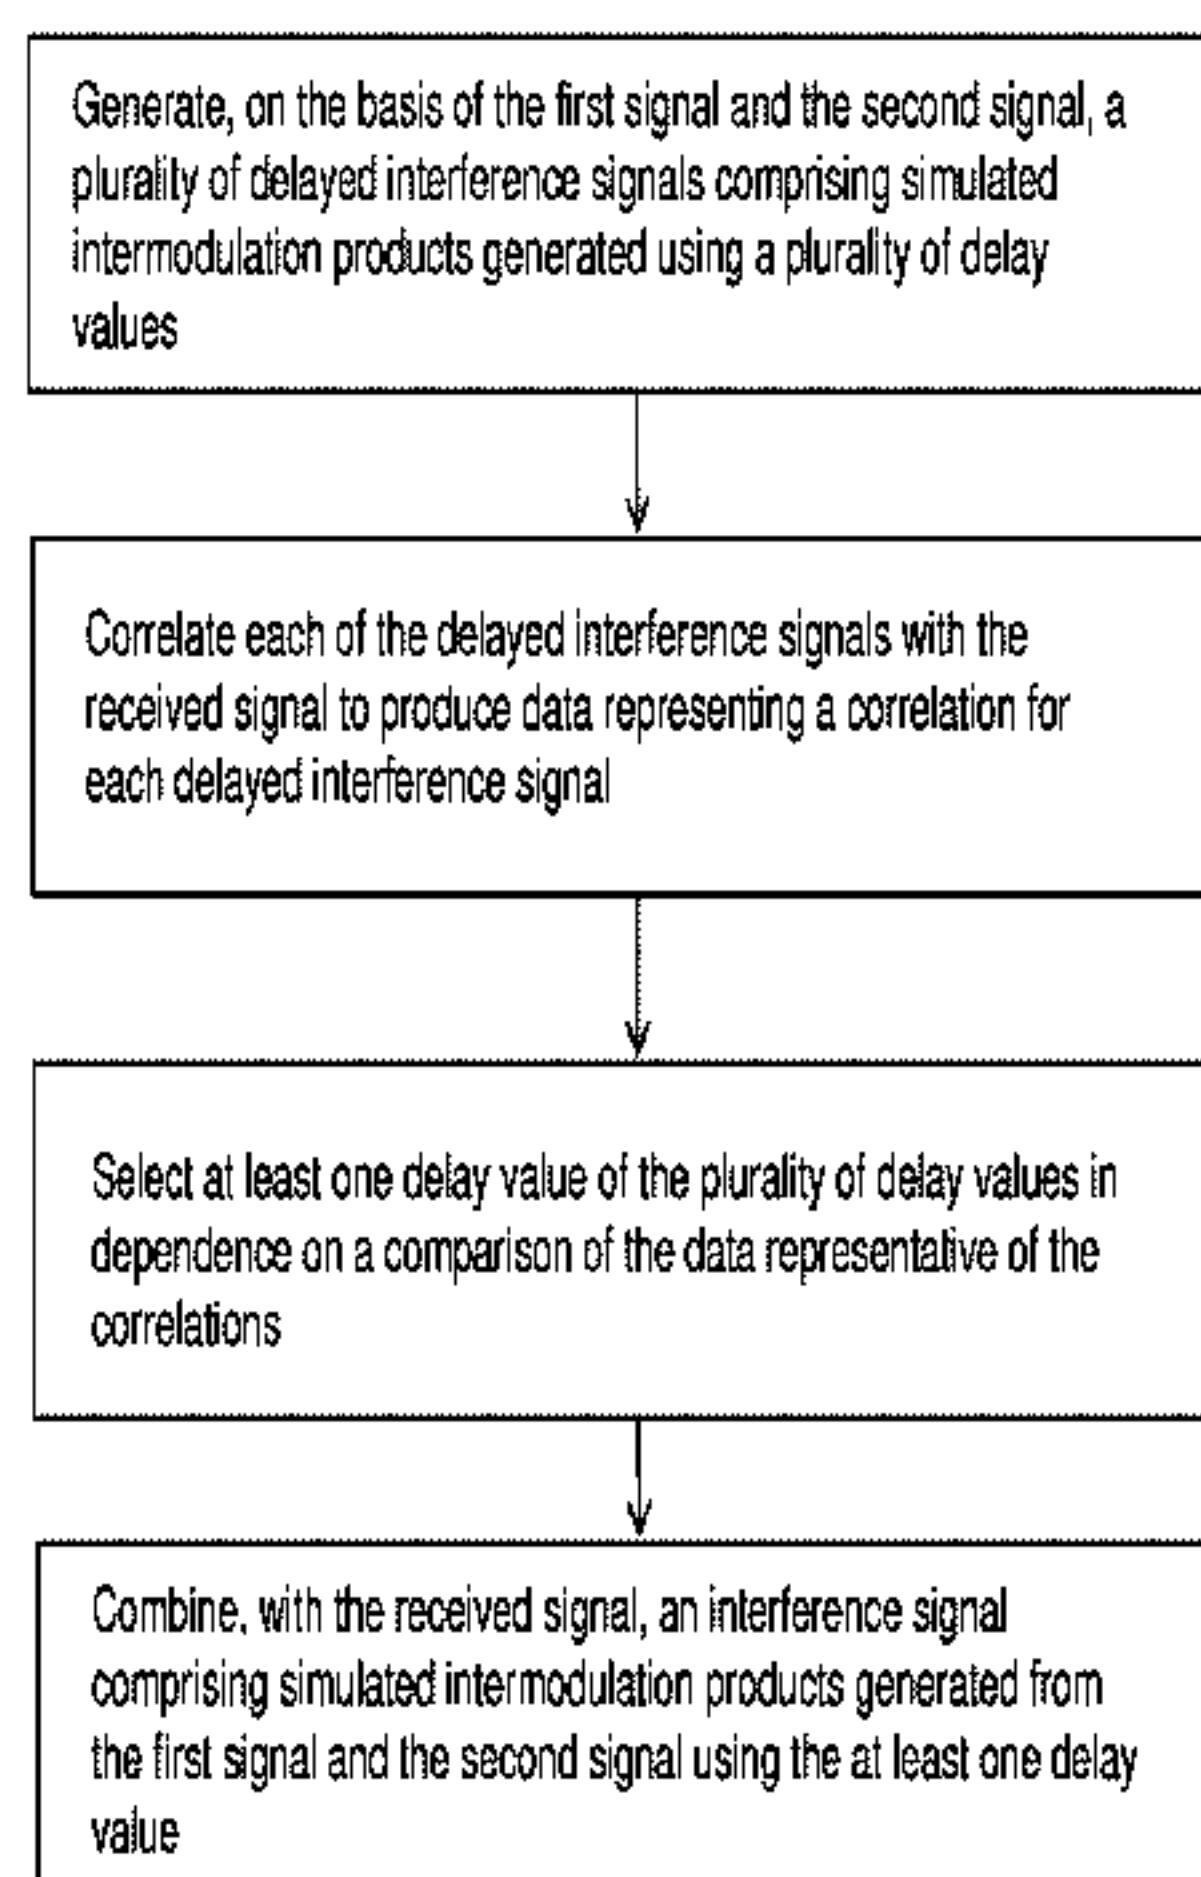 Generate, on the basis of the first signal and the second signal, a
plurality of delayed interference signals comprising simulated
intermodulation products generated using a plurality of delay
values
Correlate each of the delayed interference signals with the
received signal to produce data representing a correlation for
each delayed interference signal
Select at least one delay value of the plurality of delay values in
dependence on a comparison of the data representative of the
correlations
Combine, with the received signal, an interference signal
comprising simulated intermodulation products generated from
the first signal and the second signal using the at least one delay
value